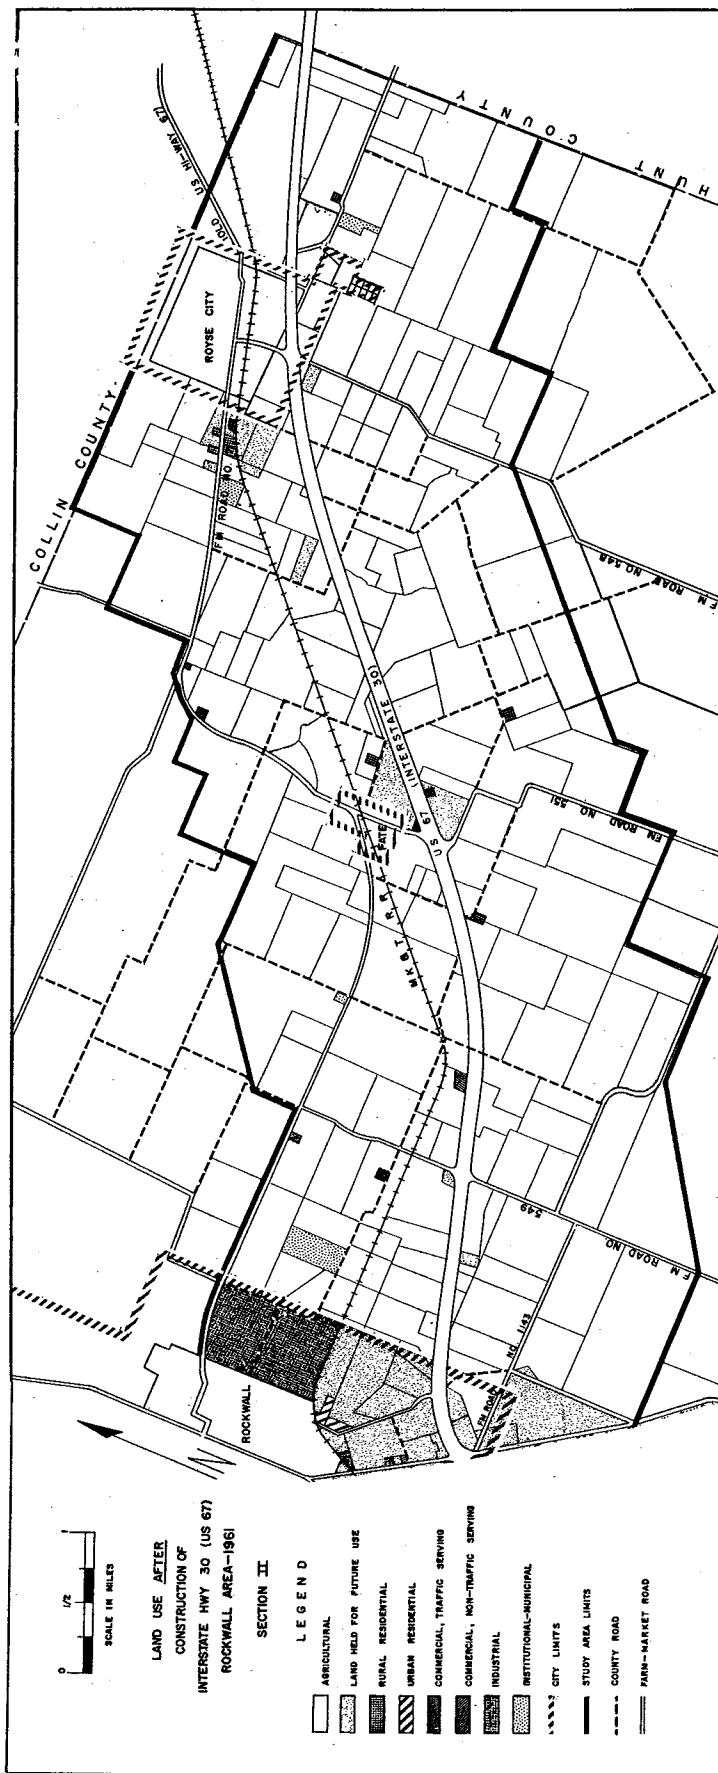 SCALE IN MILES
0 1/2 1
LAND USE AFTER
CONSTRUCTION OF
INTERSTATE HWY 30 (US 67)
ROCKWALL AREA-1961
SECTION II
LEGEND
AGRICULTURAL
LAND HELD FOR FUTURE USE
RURAL RESIDENTIAL
URBAN RESIDENTIAL
COMMERCIAL, TRAFFIC SERVING
COMMERCIAL, NON-TRAFFIC SERVING
INDUSTRIAL
INSTITUTIONAL-MUNICIPAL
CITY LIMITS
STUDY AREA LIMITS
COUNTY ROAD
FARM-MARKET ROAD
N
ROCKWALL
FM ROAD NO. 1143
FM ROAD NO. 549
M K & T R R
FATE
US 67 (INTERSTATE 30)
FM ROAD NO. 551
FM ROAD NO. 548
FM ROAD NO.
ROYSE CITY
(OLD US HI-WAY 67)
COLLIN COUNTY
HUNT COUNTY